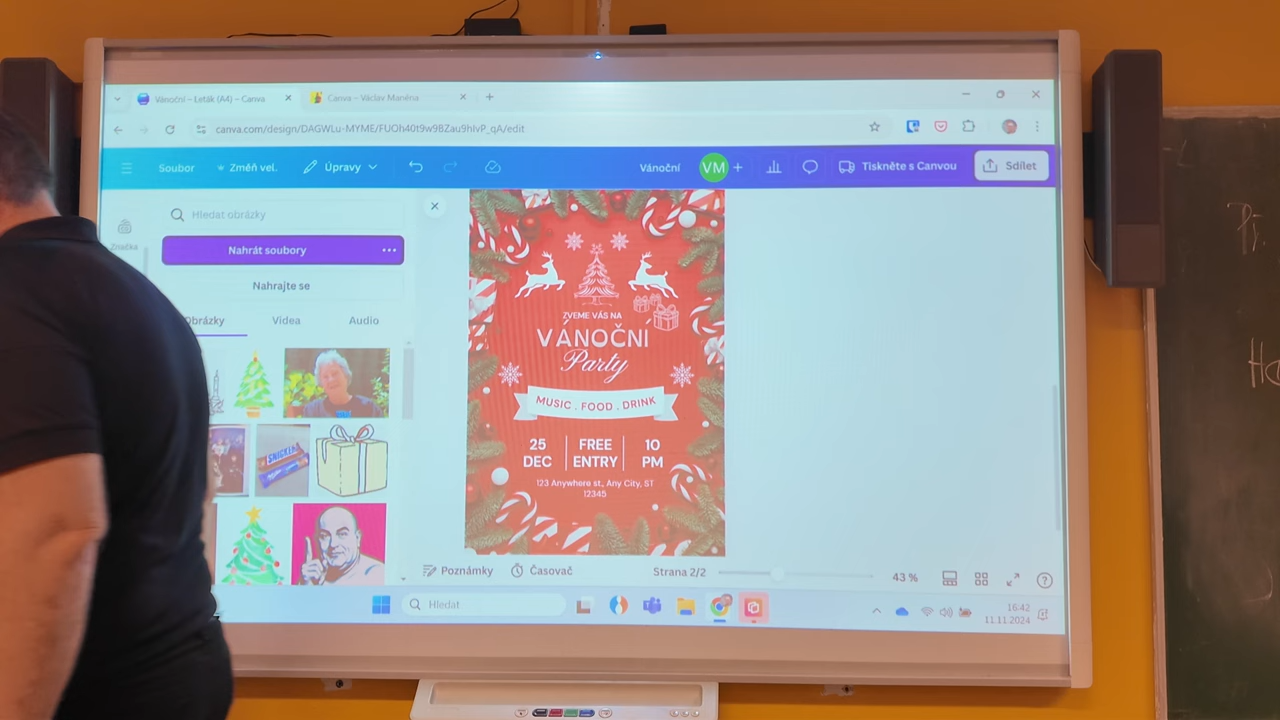 Vánoční – Leták (A4) – Canva
Canva – Václav Maněna
canva.com/design/DAGWLu-MYME/FUOh40t9w9BZau9hIvP_qA/edit
Soubor
Změň vel.
Úpravy
Vánoční
VM
Tiskněte s Canvou
Sdílet
Značka
Hledat obrázky
Nahrát soubory
Nahrajte se
Obrázky
Videa
Audio
SNICKERS
ZVEME VÁS NA
VÁNOČNÍ
Party
MUSIC . FOOD . DRINK
25 DEC
FREE ENTRY
10 PM
123 Anywhere st., Any City, ST
12345
Poznámky
Časovač
Strana 2/2
43 %
Hledat
16:42
11.11.2024